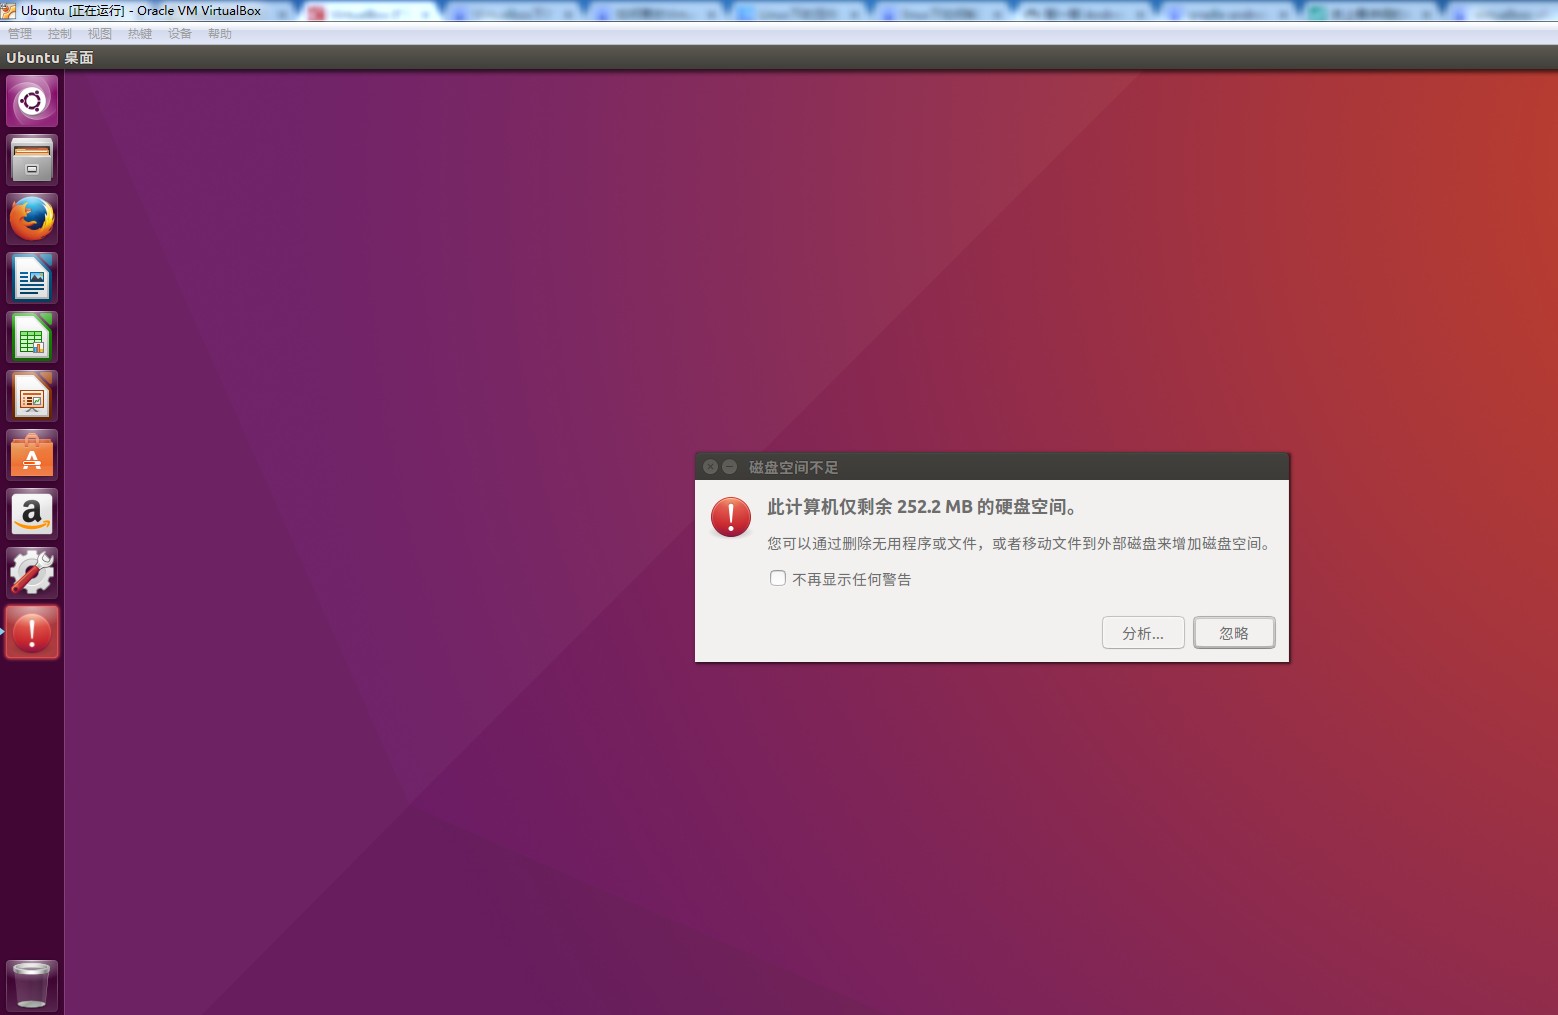 Ubuntu [正在运行] - Oracle VM VirtualBox
管理 控制 视图 热键 设备 帮助
Ubuntu 桌面
磁盘空间不足
此计算机仅剩余 252.2 MB 的硬盘空间。
您可以通过删除无用程序或文件，或者移动文件到外部磁盘来增加磁盘空间。
不再显示任何警告
分析... 忽略